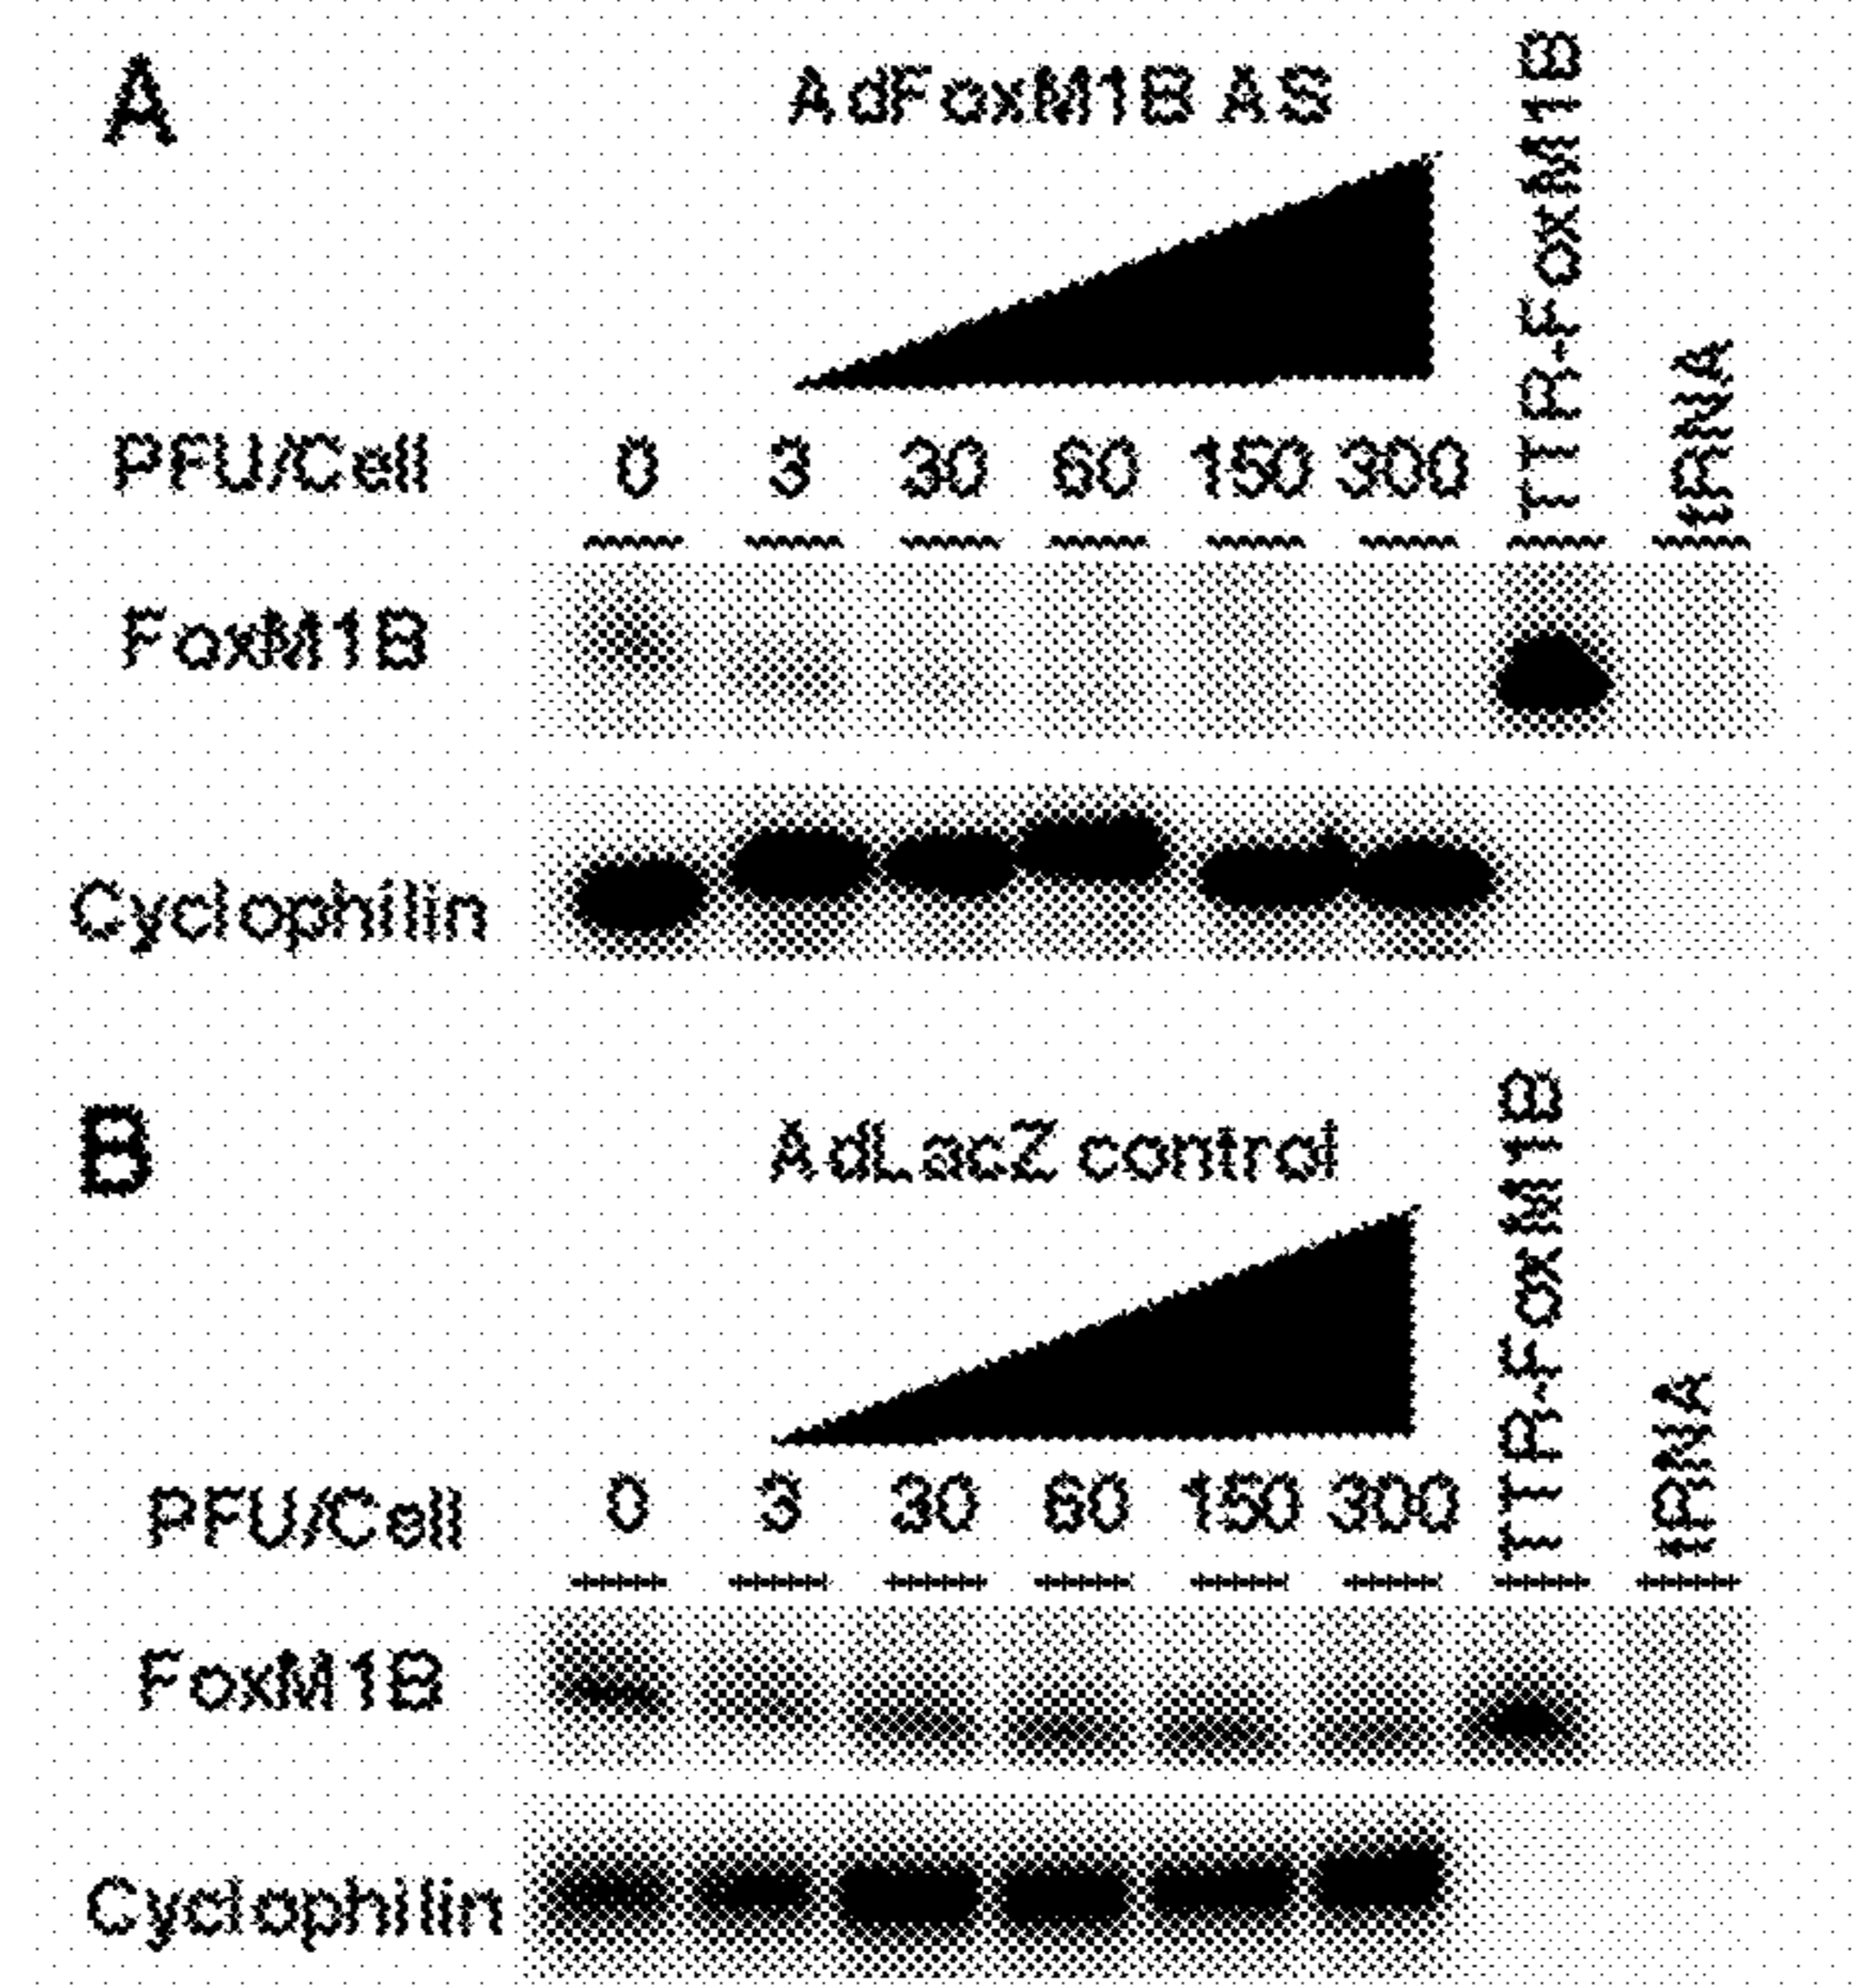 A
AdFoxM1B AS
TTR-FoxM1B
tRNA
PFU/Cell 0 3 30 60 150 300
FoxM1B
Cyclophilin
B
AdLacZ control
TTR-FoxM1B
tRNA
PFU/Cell 0 3 30 60 150 300
FoxM1B
Cyclophilin